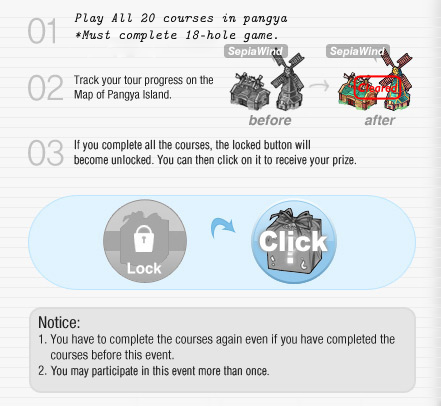 01 Play All 20 courses in pangya
*Must complete 18-hole game.
SepiaWind SepiaWind
02 Track your tour progress on the
Map of Pangya Island.
Cleared
before after
03 If you complete all the courses, the locked button will
become unlocked. You can then click on it to receive your prize.
Lock Click
Notice:
1. You have to complete the courses again even if you have completed the
courses before this event.
2. You may participate in this event more than once.